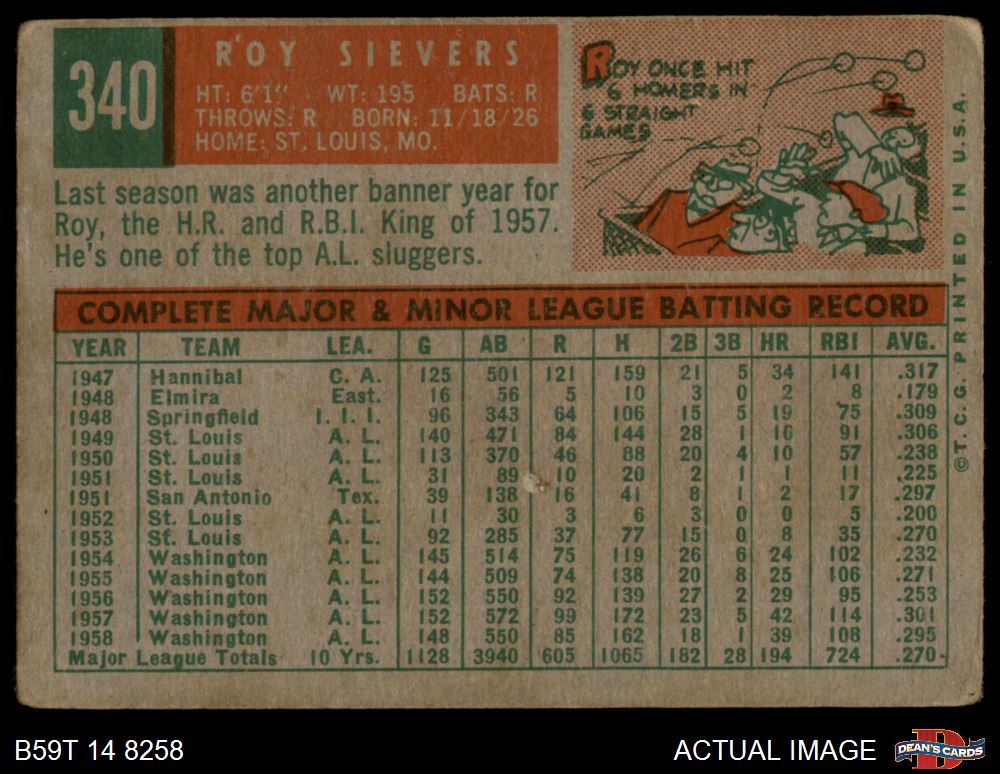 340
ROY SIEVERS
HT: 6'1" WT: 195 BATS: R
THROWS: R BORN: 11/18/26
HOME: ST. LOUIS, MO.
ROY ONCE HIT
6 HOMERS IN
6 STRAIGHT
GAMES
Last season was another banner year for
Roy, the H.R. and R.B.I. King of 1957.
He's one of the top A.L. sluggers.
COMPLETE MAJOR & MINOR LEAGUE BATTING RECORD
YEAR TEAM LEA. G AB R H 2B 3B HR RBI AVG.
1947 Hannibal C. A. 125 501 121 159 21 5 34 141 .317
1948 Elmira East. 16 56 5 10 3 0 2 8 .179
1948 Springfield I. I. I. 96 343 64 106 15 5 19 75 .309
1949 St. Louis A. L. 140 471 84 144 28 1 16 91 .306
1950 St. Louis A. L. 113 370 46 88 20 4 10 57 .238
1951 St. Louis A. L. 31 89 10 20 2 1 1 11 .225
1951 San Antonio Tex. 39 138 16 41 8 1 2 17 .297
1952 St. Louis A. L. 11 30 3 6 3 0 0 5 .200
1953 St. Louis A. L. 92 285 37 77 15 0 8 35 .270
1954 Washington A. L. 145 514 75 119 26 6 24 102 .232
1955 Washington A. L. 144 509 74 138 20 8 25 106 .271
1956 Washington A. L. 152 550 92 139 27 2 29 95 .253
1957 Washington A. L. 152 572 99 172 23 5 42 114 .301
1958 Washington A. L. 148 550 85 162 18 1 39 108 .295
Major League Totals 10 Yrs. 1128 3940 605 1065 182 28 194 724 .270
©T.C.G. PRINTED IN U.S.A.
B59T 14 8258
ACTUAL IMAGE
DEAN'S CARDS